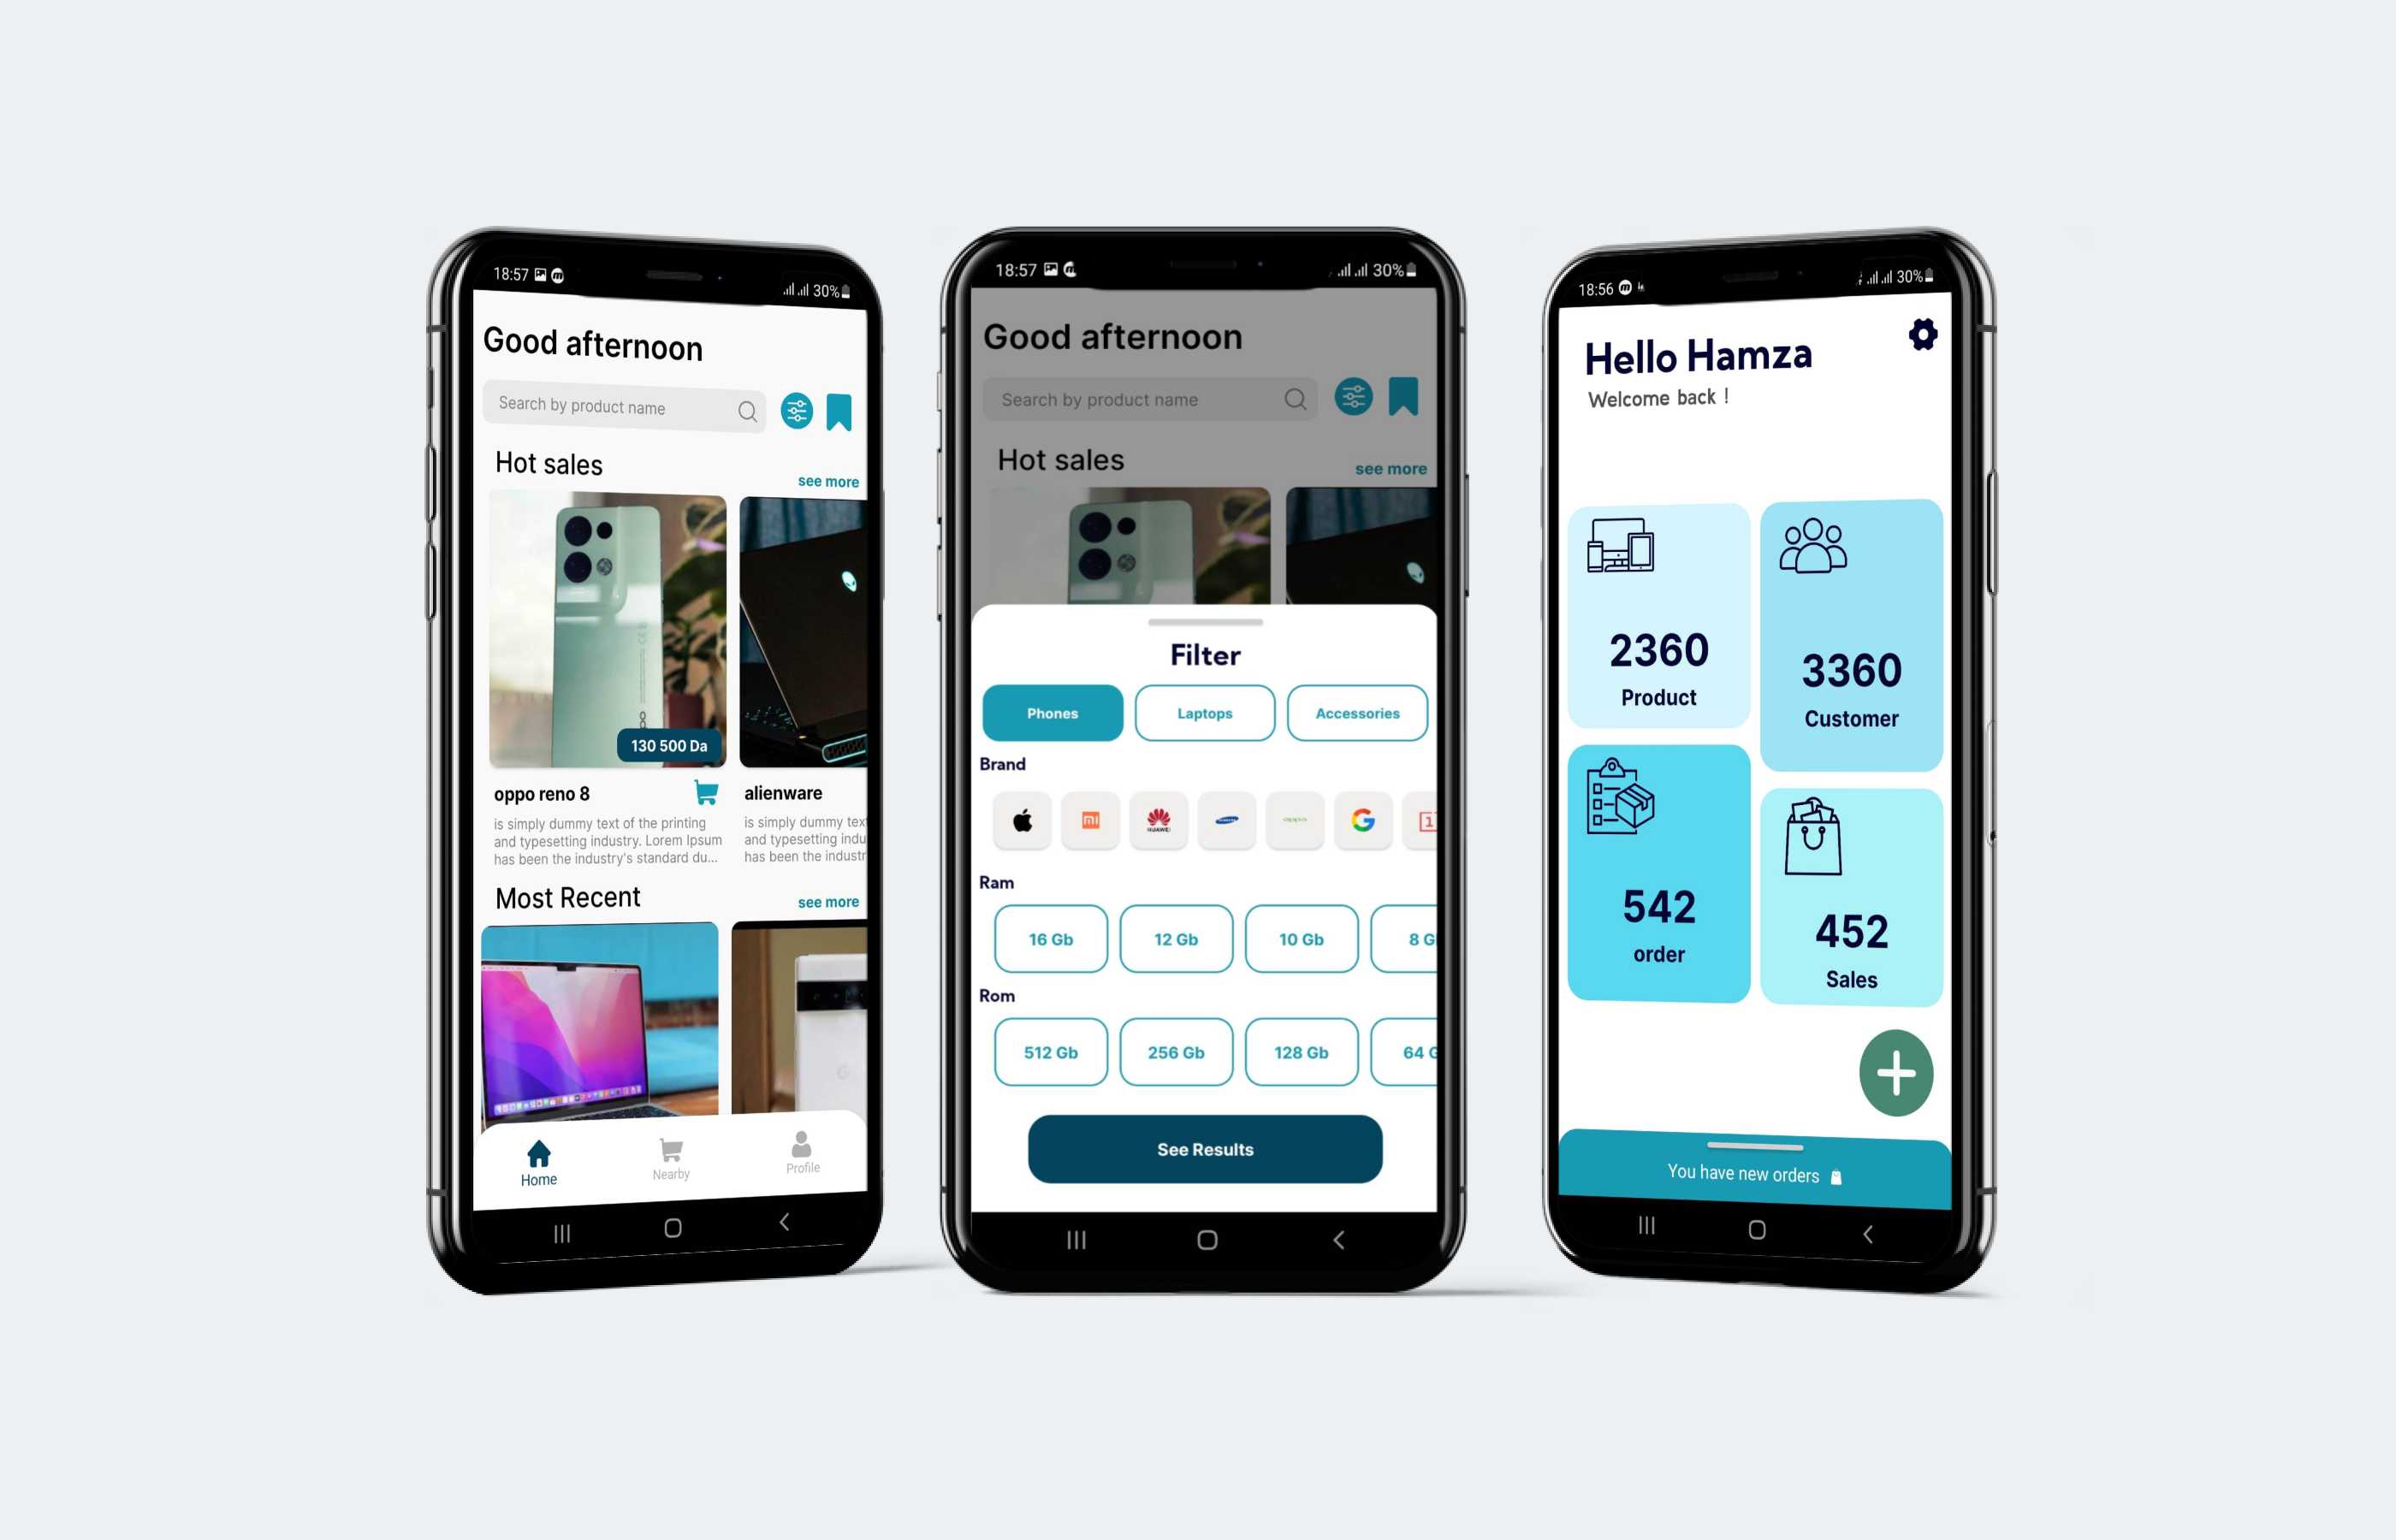 18:57
30%
Good afternoon
Search by product name
Hot sales
see more
130 500 Da
oppo reno 8
is simply dummy text of the printing
and typesetting industry. Lorem Ipsum
has been the industry's standard du...
alienware
is simply dummy tex
and typesetting indu
has been the industr
Most Recent
see more
Home
Nearby
Profile
18:57
30%
Good afternoon
Search by product name
Hot sales
see more
Filter
Phones
Laptops
Accessories
Brand
mi
HUAWEI
SAMSUNG
oppo
G
1
Ram
16 Gb
12 Gb
10 Gb
8 G
Rom
512 Gb
256 Gb
128 Gb
64 G
See Results
18:56
30%
Hello Hamza
Welcome back !
2360
Product
3360
Customer
542
order
452
Sales
You have new orders